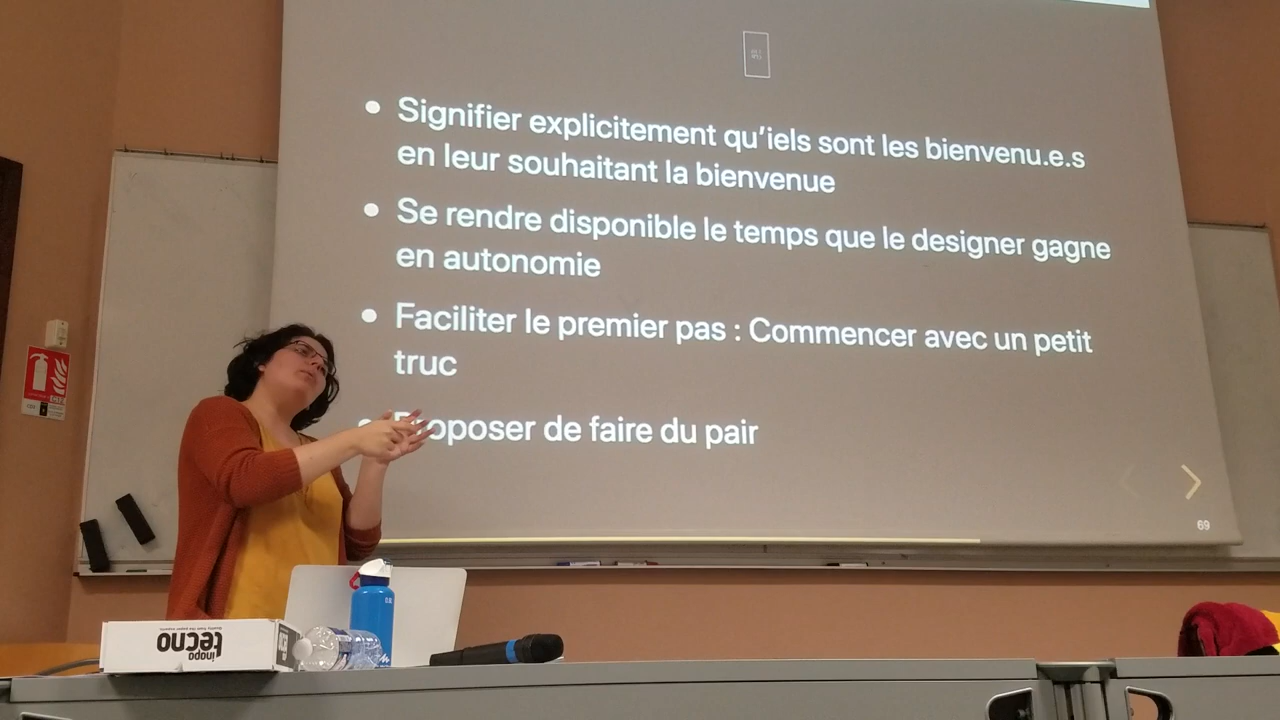 Signifier explicitement qu'iels sont les bienvenu.e.s
en leur souhaitant la bienvenue
Se rendre disponible le temps que le designer gagne
en autonomie
Faciliter le premier pas : Commencer avec un petit
truc
Proposer de faire du pair
69
inapa
tecno